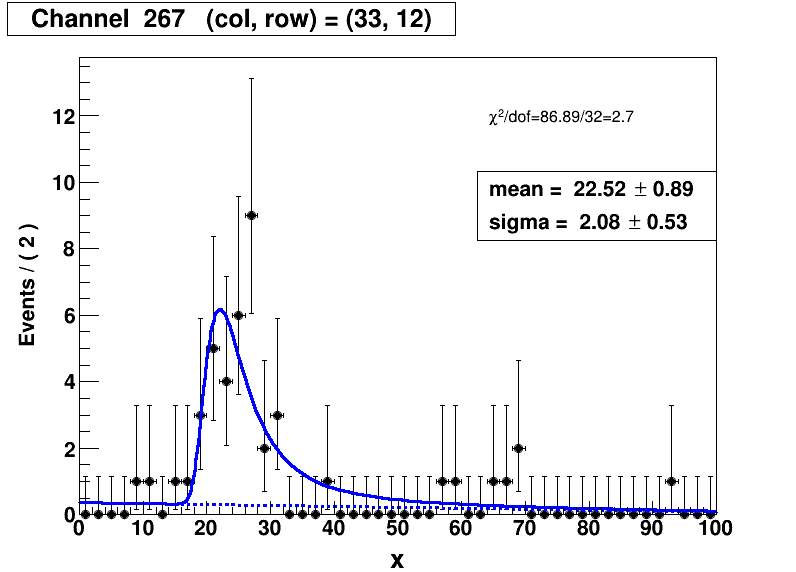 Channel 267 (col, row) = (33, 12)
χ²/dof=86.89/32=2.7
mean = 22.52 ± 0.89
sigma = 2.08 ± 0.53
Events / ( 2 )
12
10
8
6
4
2
0
0 10 20 30 40 50 60 70 80 90 100
x